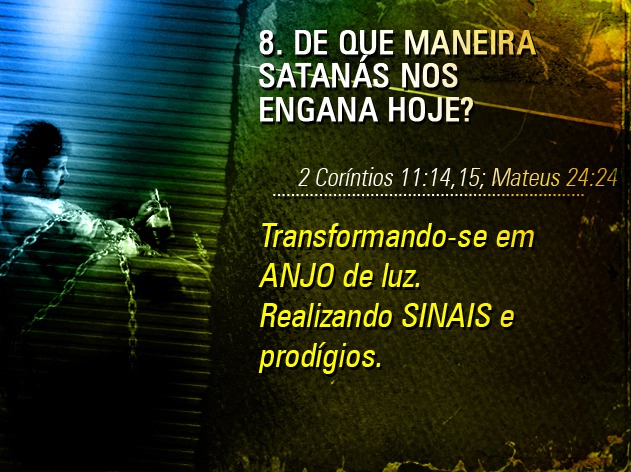 8. DE QUE MANEIRA
SATANÁS NOS
ENGANA HOJE?
2 Coríntios 11:14,15; Mateus 24:24
Transformando-se em
ANJO de luz.
Realizando SINAIS e
prodígios.